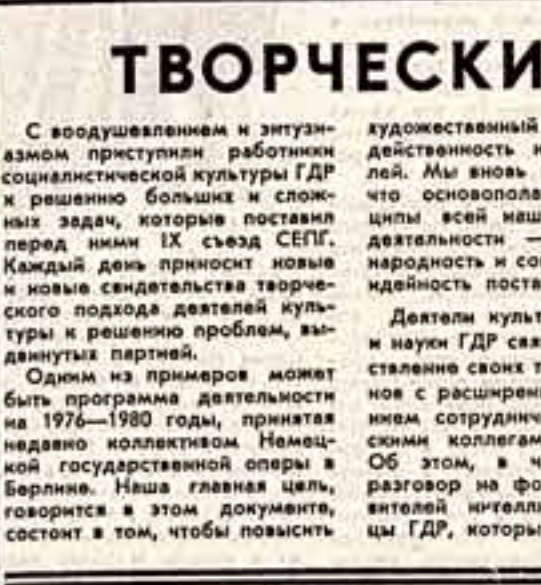 ТВОРЧЕСКИ
С воодушевлением и энтузи-
азмом приступили работники
социалистической культуры ГДР
к решению больших и слож-
ных задач, которые поставил
перед ними IX съезд СЕПГ.
Каждый день приносит новые
и новые свидетельства творче-
ского подхода деятелей куль-
туры к решению проблем, вы-
двинутых партией.
Одним из примеров может
быть программа деятельности
на 1976—1980 годы, принятая
недавно коллективом Немец-
кой государственной оперы в
Берлине. Наша главная цель,
говорится в этом документе,
состоит в том, чтобы повысить
художественный
действенность и
лей. Мы вновь
что основопола
ципы всей наш
деятельности —
народность и со
идейность поста
Деятели культ
и науки ГДР свя
ствление своих т
нов с расширен
нием сотруднич
скими коллегам
Об этом, в ч
разговор на фо
вителей интелли
цы ГДР, которы